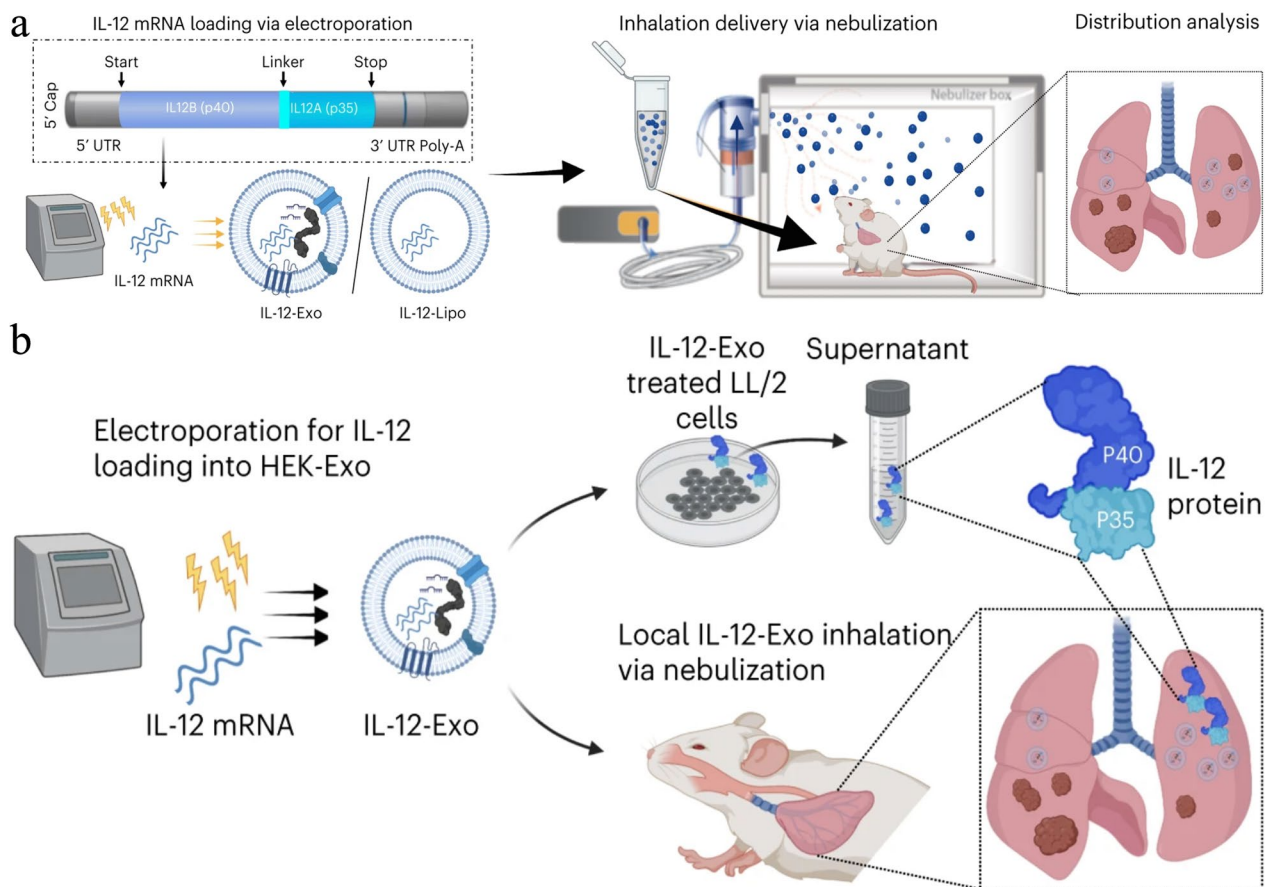 a
IL-12 mRNA loading via electroporation
Start
Linker
Stop
5' Cap
IL12B (p40)
IL12A (p35)
5' UTR
3' UTR Poly-A
IL-12 mRNA
IL-12-Exo
IL-12-Lipo
Inhalation delivery via nebulization
Nebulizer box
Distribution analysis
b
Electroporation for IL-12
loading into HEK-Exo
IL-12 mRNA
IL-12-Exo
IL-12-Exo
treated LL/2
cells
Supernatant
P40
P35
IL-12
protein
Local IL-12-Exo inhalation
via nebulization